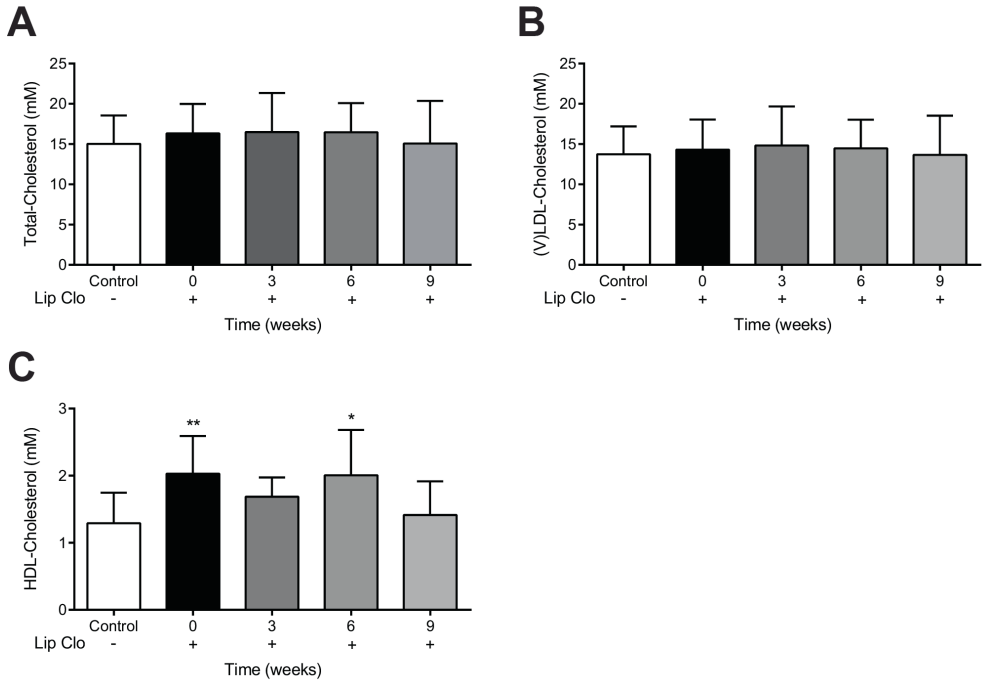 A
Total-Cholesterol (mM)
25
20
15
10
5
0
Control 0 3 6 9
Lip Clo - + + + +
Time (weeks)
B
(V)LDL-Cholesterol (mM)
25
20
15
10
5
0
Control 0 3 6 9
Lip Clo - + + + +
Time (weeks)
C
HDL-Cholesterol (mM)
3
2
1
0
** *
Control 0 3 6 9
Lip Clo - + + + +
Time (weeks)